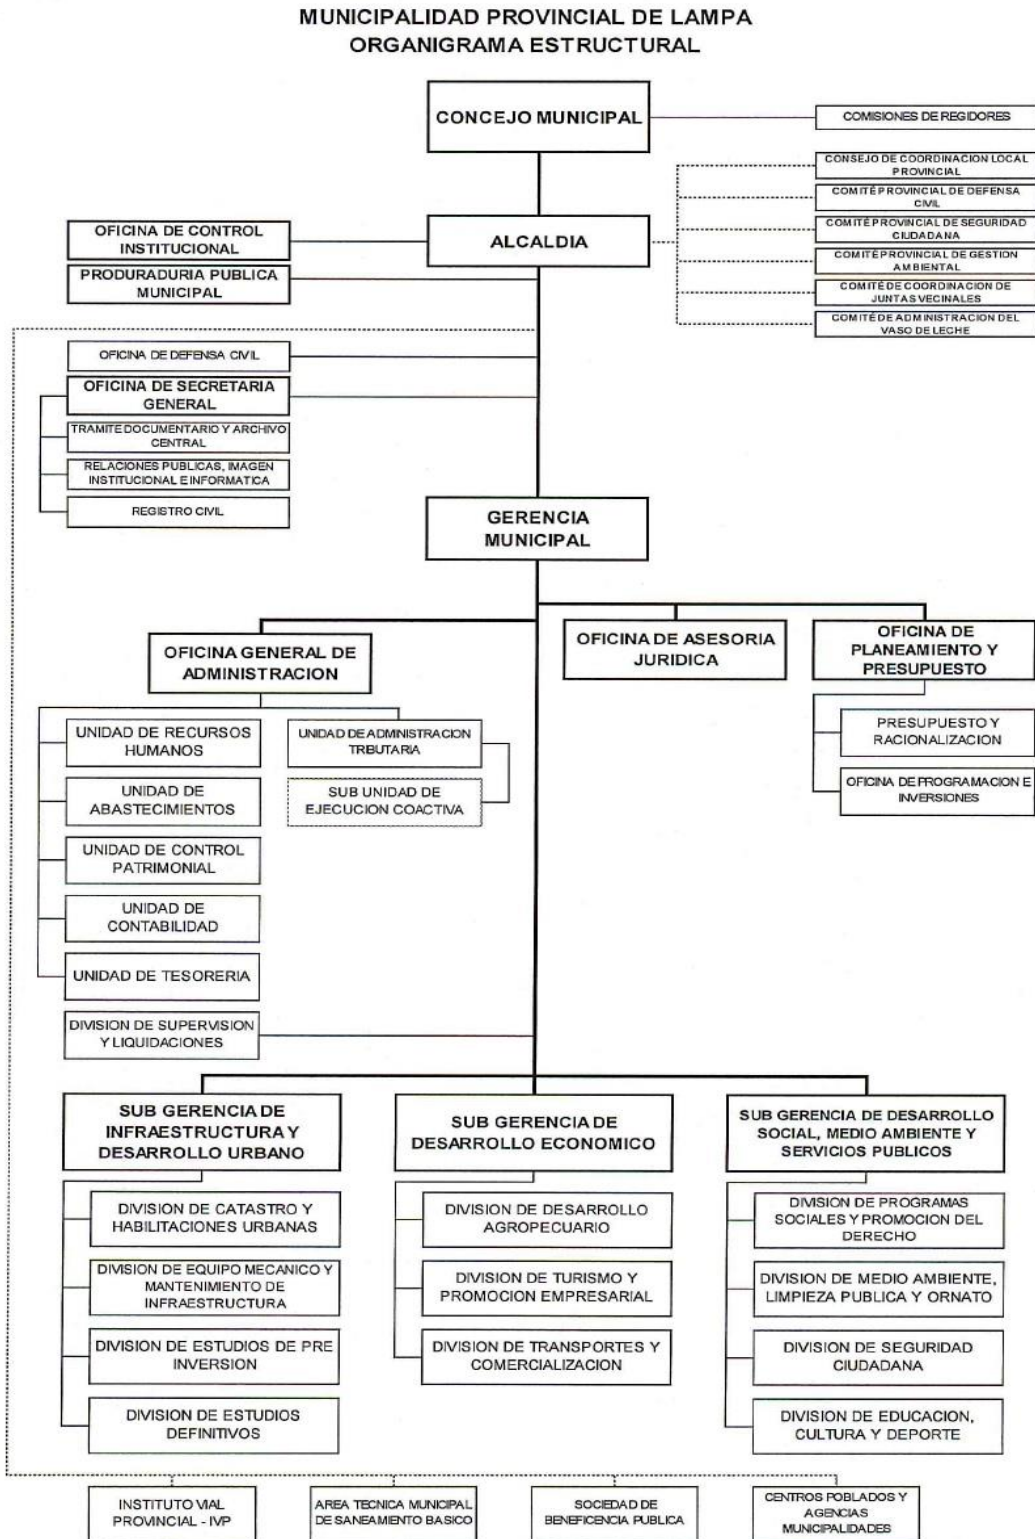 MUNICIPALIDAD PROVINCIAL DE LAMPA
ORGANIGRAMA ESTRUCTURAL
CONCEJO MUNICIPAL
COMISIONES DE REGIDORES
CONSEJO DE COORDINACION LOCAL
PROVINCIAL
COMITÉ PROVINCIAL DE DEFENSA
CIVIL
COMITÉ PROVINCIAL DE SEGURIDAD
CIUDADANA
COMITÉ PROVINCIAL DE GESTION
AMBIENTAL
COMITÉ DE COORDINACION DE
JUNTAS VECINALES
COMITÉ DE ADMINISTRACION DEL
VASO DE LECHE
ALCALDIA
OFICINA DE CONTROL
INSTITUCIONAL
PRODURADURIA PUBLICA
MUNICIPAL
OFICINA DE DEFENSA CIVIL
OFICINA DE SECRETARIA
GENERAL
TRAMITE DOCUMENTARIO Y ARCHIVO
CENTRAL
RELACIONES PUBLICAS, IMAGEN
INSTITUCIONAL E INFORMATICA
REGISTRO CIVIL
GERENCIA
MUNICIPAL
OFICINA GENERAL DE
ADMINISTRACION
OFICINA DE ASESORIA
JURIDICA
OFICINA DE
PLANEAMIENTO Y
PRESUPUESTO
UNIDAD DE RECURSOS
HUMANOS
UNIDAD DE
ABASTECIMIENTOS
UNIDAD DE CONTROL
PATRIMONIAL
UNIDAD DE
CONTABILIDAD
UNIDAD DE TESORERIA
UNIDAD DE ADMINISTRACION
TRIBUTARIA
SUB UNIDAD DE
EJECUCION COACTIVA
PRESUPUESTO Y
RACIONALIZACION
OFICINA DE PROGRAMACION E
INVERSIONES
DIVISION DE SUPERVISION
Y LIQUIDACIONES
SUB GERENCIA DE
INFRAESTRUCTURA Y
DESARROLLO URBANO
DIVISION DE CATASTRO Y
HABILITACIONES URBANAS
DIVISION DE EQUIPO MECANICO Y
MANTENIMIENTO DE
INFRAESTRUCTURA
DIVISION DE ESTUDIOS DE PRE
INVERSION
DIVISION DE ESTUDIOS
DEFINITIVOS
SUB GERENCIA DE
DESARROLLO ECONOMICO
DIVISION DE DESARROLLO
AGROPECUARIO
DIVISION DE TURISMO Y
PROMOCION EMPRESARIAL
DIVISION DE TRANSPORTES Y
COMERCIALIZACION
SUB GERENCIA DE DESARROLLO
SOCIAL, MEDIO AMBIENTE Y
SERVICIOS PUBLICOS
DIVISION DE PROGRAMAS
SOCIALES Y PROMOCION DEL
DERECHO
DIVISION DE MEDIO AMBIENTE,
LIMPIEZA PUBLICA Y ORNATO
DIVISION DE SEGURIDAD
CIUDADANA
DIVISION DE EDUCACION,
CULTURA Y DEPORTE
INSTITUTO VIAL
PROVINCIAL - IVP
AREA TECNICA MUNICIPAL
DE SANEAMIENTO BASICO
SOCIEDAD DE
BENEFICENCIA PUBLICA
CENTROS POBLADOS Y
AGENCIAS
MUNICIPALIDADES